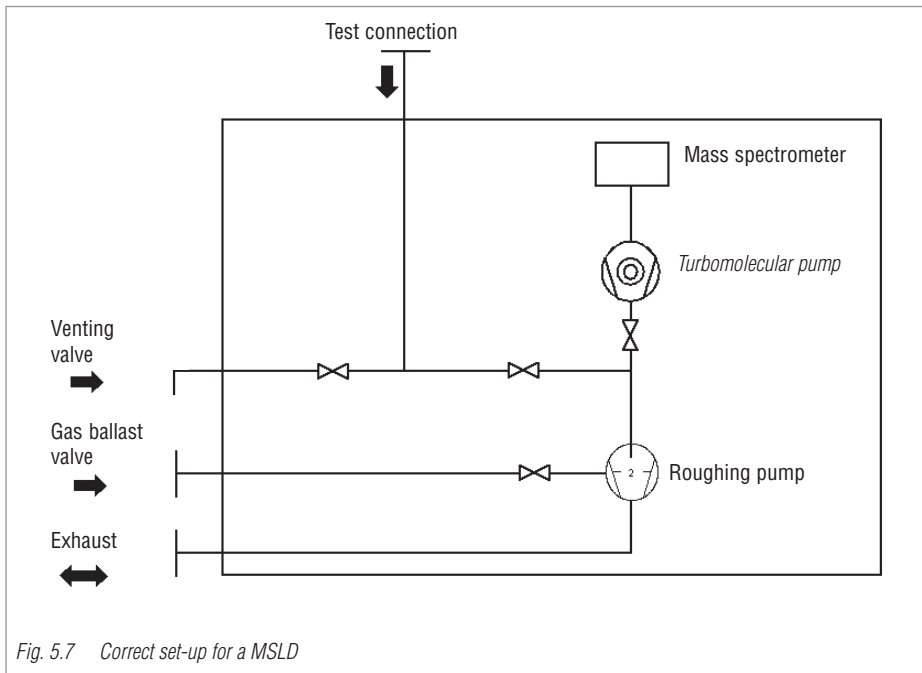 Test connection
Mass spectrometer
Turbomolecular pump
Venting
valve
Gas ballast
valve
2
Roughing pump
Exhaust
Fig. 5.7 Correct set-up for a MSLD